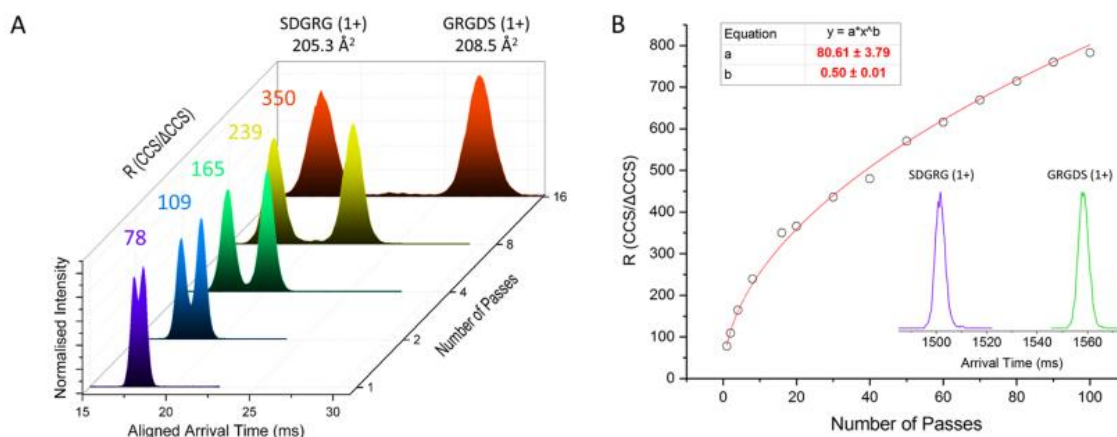 A
SDGRG (1+)
205.3 Å²
GRGDS (1+)
208.5 Å²
R (CCS/ΔCCS)
350
239
165
109
78
Normalised Intensity
16
8
4
2
1
Number of Passes
15 20 25 30
Aligned Arrival Time (ms)
B
Equation y = a*x^b
a 80.61 ± 3.79
b 0.50 ± 0.01
R (CCS/ΔCCS)
800
700
600
500
400
300
200
100
0
SDGRG (1+) GRGDS (1+)
1500 1520 1540 1560
Arrival Time (ms)
0 20 40 60 80 100
Number of Passes